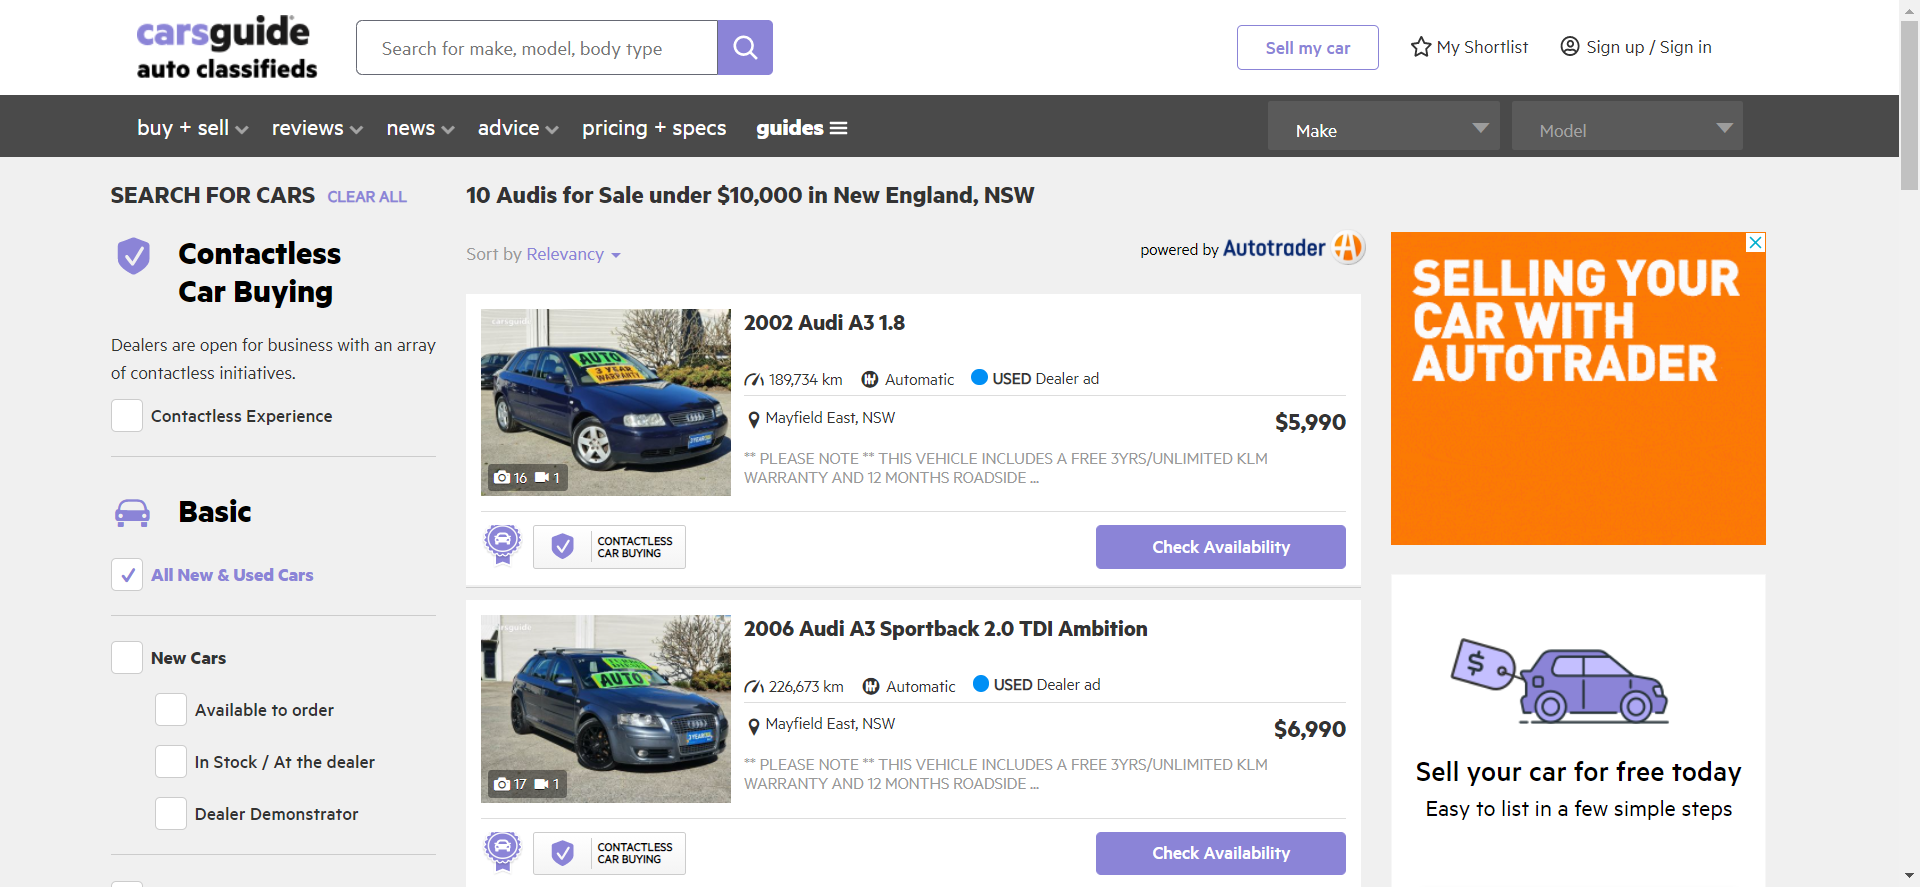 carsguide
auto classifieds
Search for make, model, body type
Sell my car
My Shortlist
Sign up / Sign in
buy + sell
reviews
news
advice
pricing + specs
guides
Make
Model
SEARCH FOR CARS CLEAR ALL
Contactless
Car Buying
Dealers are open for business with an array
of contactless initiatives.
Contactless Experience
Basic
All New & Used Cars
New Cars
Available to order
In Stock / At the dealer
Dealer Demonstrator
10 Audis for Sale under $10,000 in New England, NSW
Sort by Relevancy
powered by Autotrader
carsguide
AUTO
3 YEAR
WARRANTY
16 1
2002 Audi A3 1.8
189,734 km Automatic USED Dealer ad
Mayfield East, NSW
$5,990
** PLEASE NOTE ** THIS VEHICLE INCLUDES A FREE 3YRS/UNLIMITED KLM
WARRANTY AND 12 MONTHS ROADSIDE ...
CONTACTLESS
CAR BUYING
Check Availability
carsguide
AUTO
17 1
2006 Audi A3 Sportback 2.0 TDI Ambition
226,673 km Automatic USED Dealer ad
Mayfield East, NSW
$6,990
** PLEASE NOTE ** THIS VEHICLE INCLUDES A FREE 3YRS/UNLIMITED KLM
WARRANTY AND 12 MONTHS ROADSIDE ...
CONTACTLESS
CAR BUYING
Check Availability
SELLING YOUR
CAR WITH
AUTOTRADER
$
Sell your car for free today
Easy to list in a few simple steps